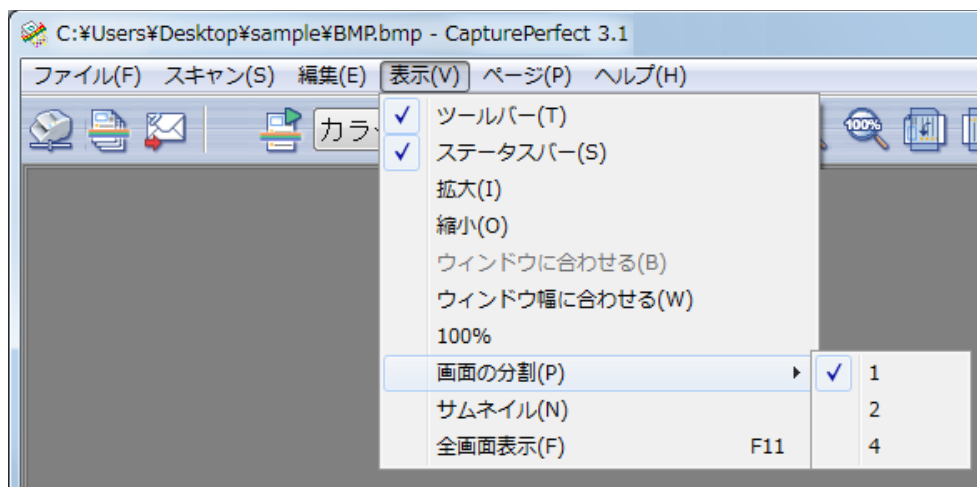 C:¥Users¥Desktop¥sample¥BMP.bmp - CapturePerfect 3.1
ファイル(F) スキャン(S) 編集(E) 表示(V) ページ(P) ヘルプ(H)
カラ
100%
ツールバー(T)
ステータスバー(S)
拡大(I)
縮小(O)
ウィンドウに合わせる(B)
ウィンドウ幅に合わせる(W)
100%
画面の分割(P)
1
サムネイル(N)
2
全画面表示(F) F11
4